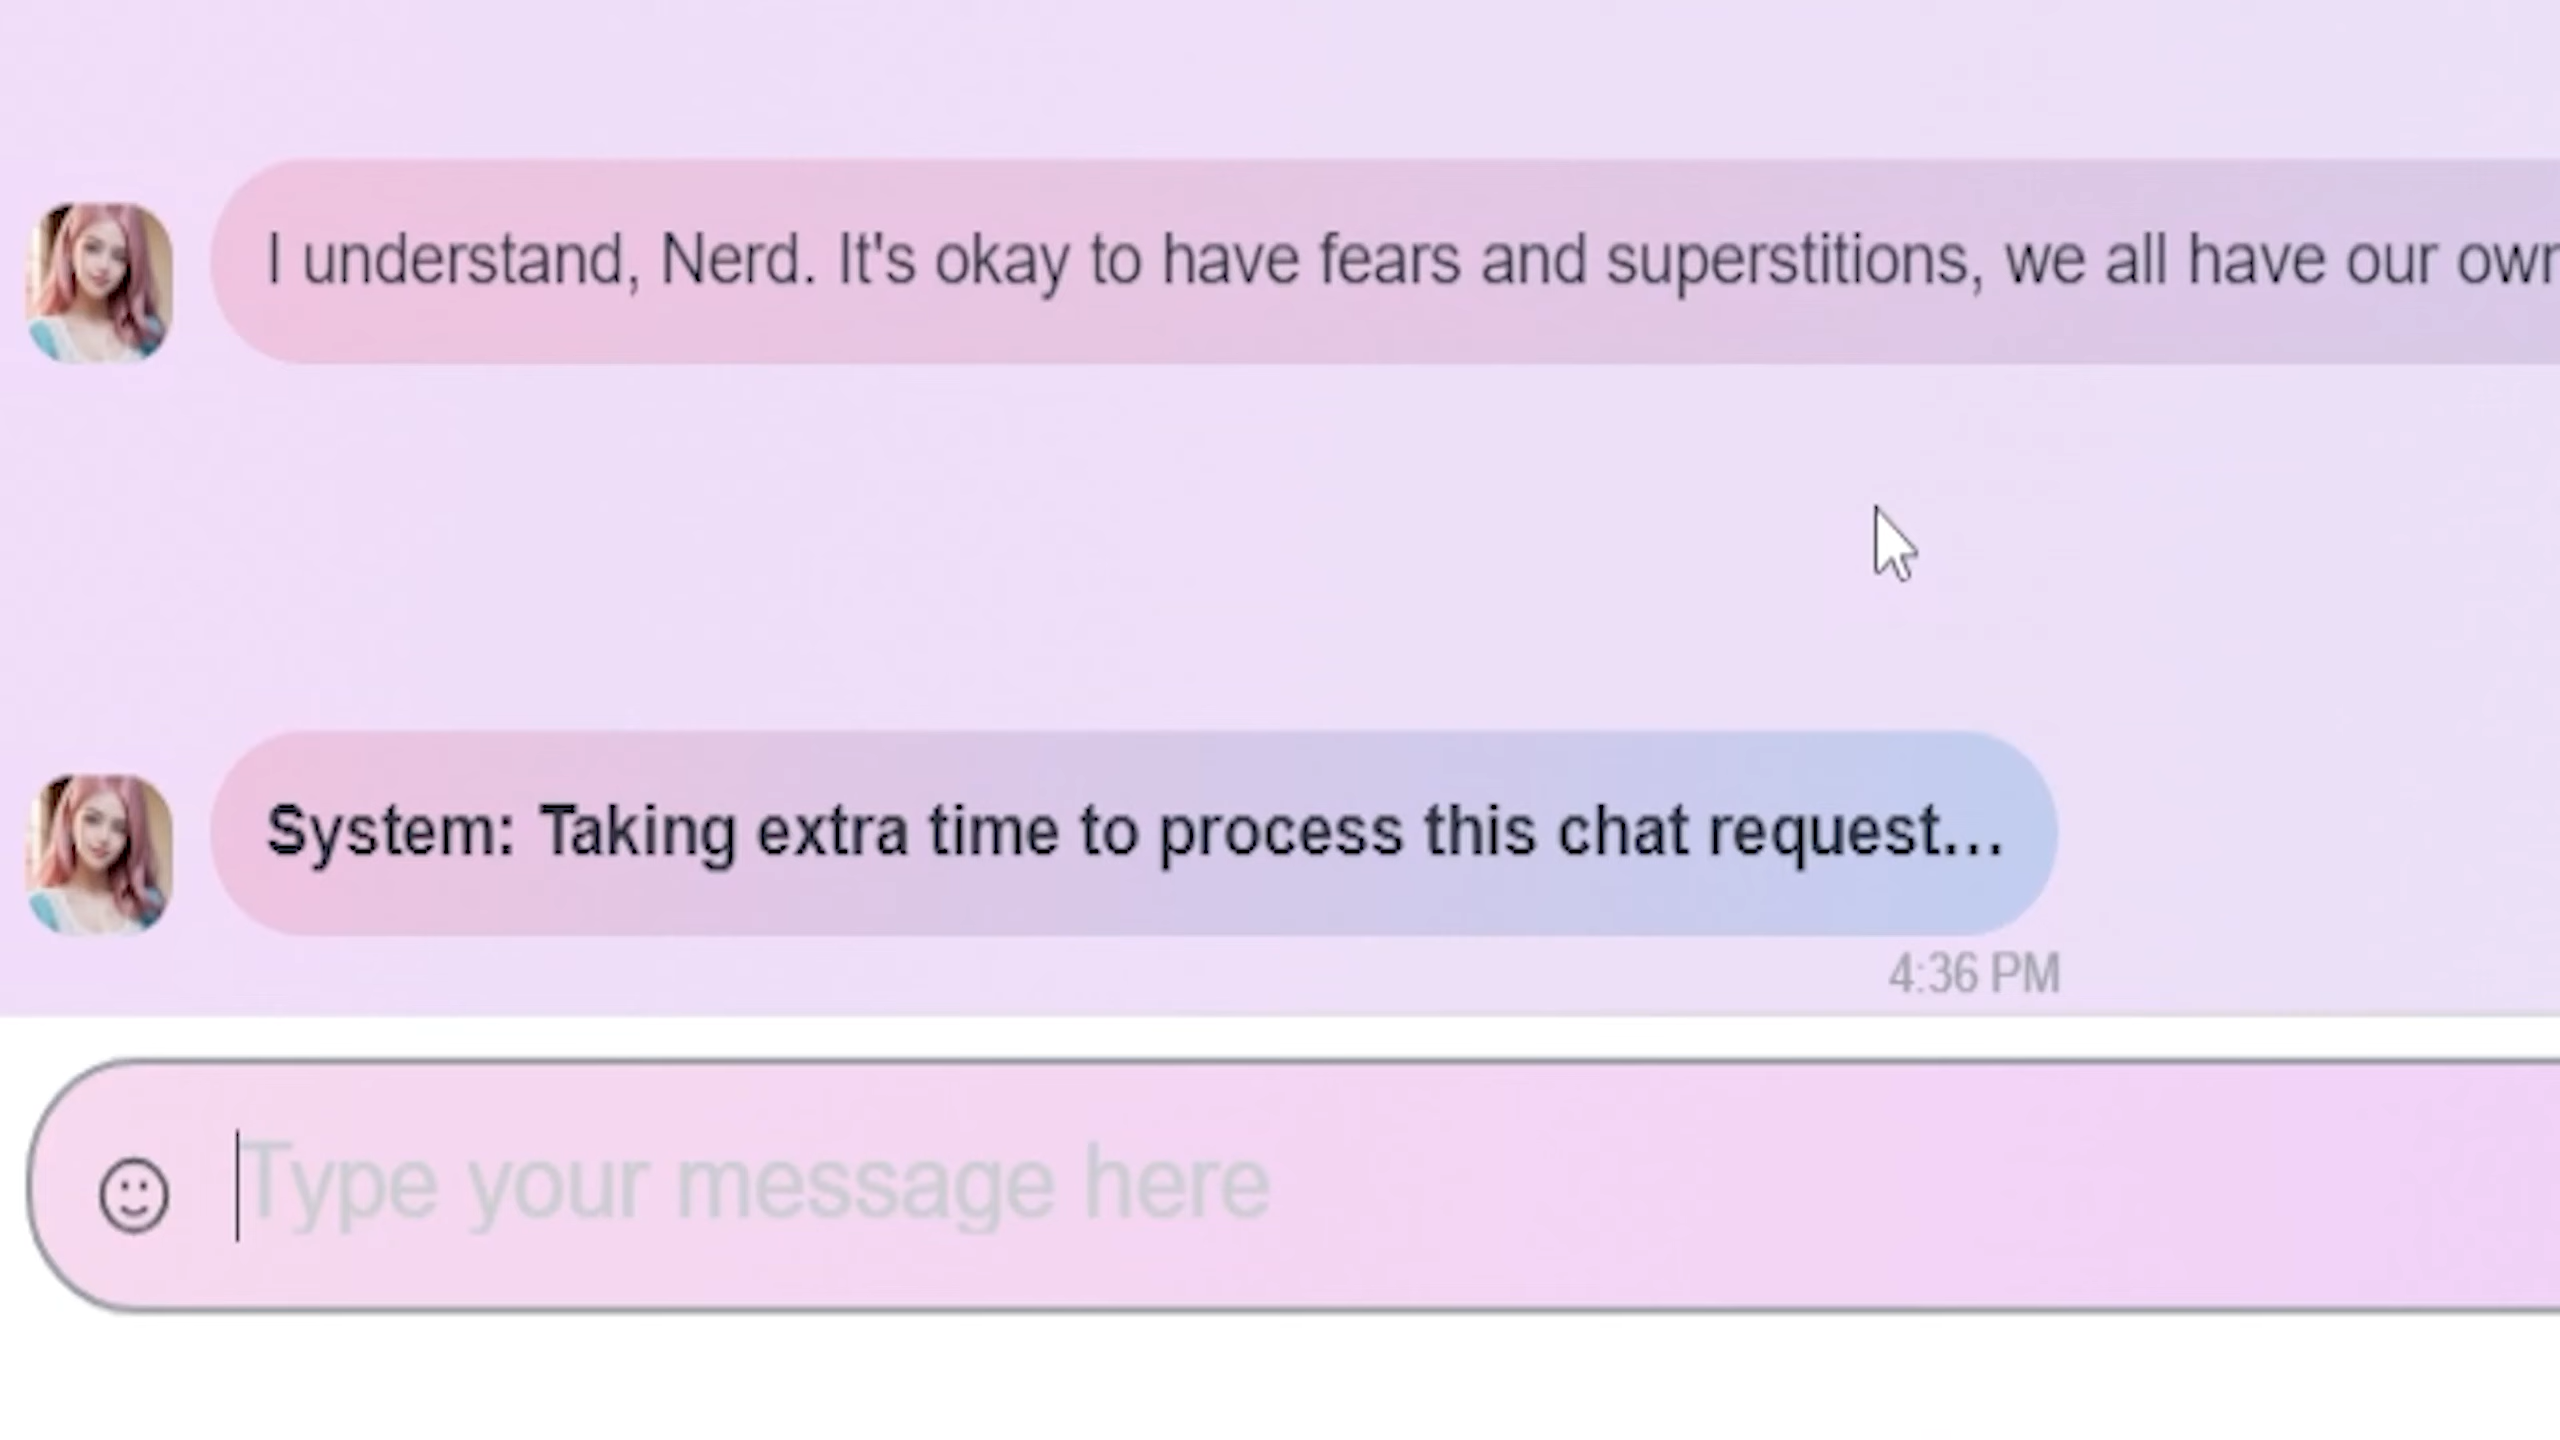 I understand, Nerd. It's okay to have fears and superstitions, we all have our own
System: Taking extra time to process this chat request...
4:36 PM
Type your message here